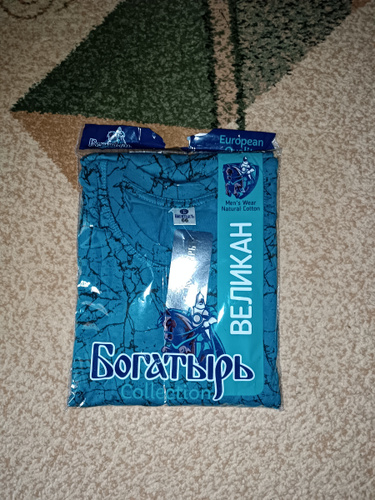 European
Men's Wear
Natural Cotton
ВЕЛИКАН
Богатырь
Collection